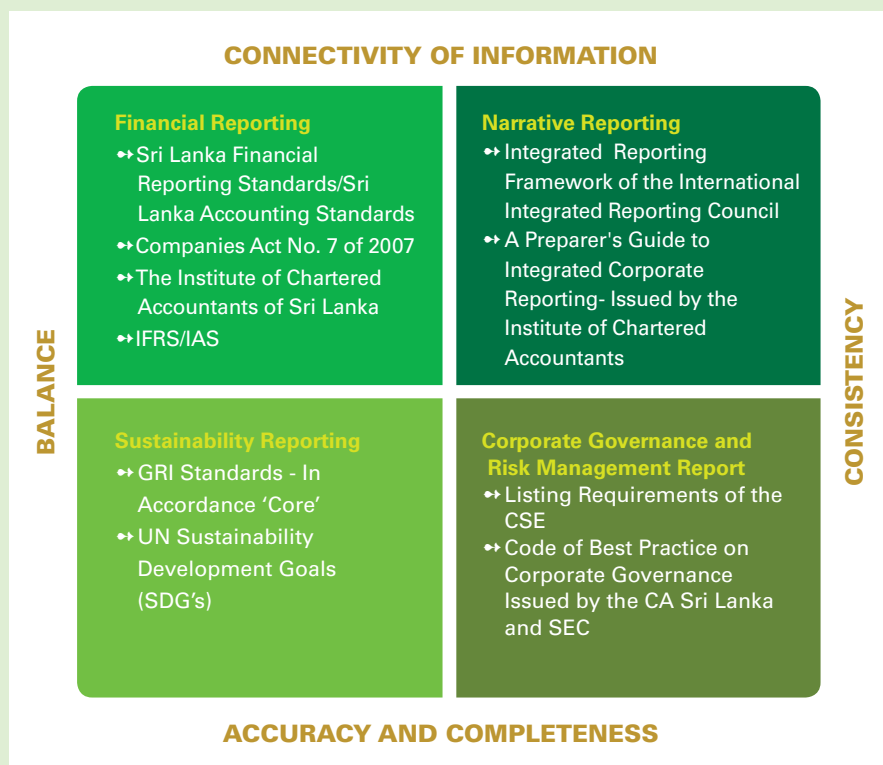 CONNECTIVITY OF INFORMATION
BALANCE
Financial Reporting
➻Sri Lanka Financial
Reporting Standards/Sri
Lanka Accounting Standards
➻Companies Act No. 7 of 2007
➻The Institute of Chartered
Accountants of Sri Lanka
➻IFRS/IAS
Narrative Reporting
➻ Integrated Reporting
Framework of the International
Integrated Reporting Council
➻ A Preparer's Guide to
Integrated Corporate
Reporting- Issued by the
Institute of Chartered
Accountants
Sustainability Reporting
➻ GRI Standards - In
Accordance ‘Core’
➻ UN Sustainability
Development Goals
(SDG’s)
Corporate Governance and
Risk Management Report
➻ Listing Requirements of the
CSE
➻ Code of Best Practice on
Corporate Governance
Issued by the CA Sri Lanka
and SEC
CONSISTENCY
ACCURACY AND COMPLETENESS